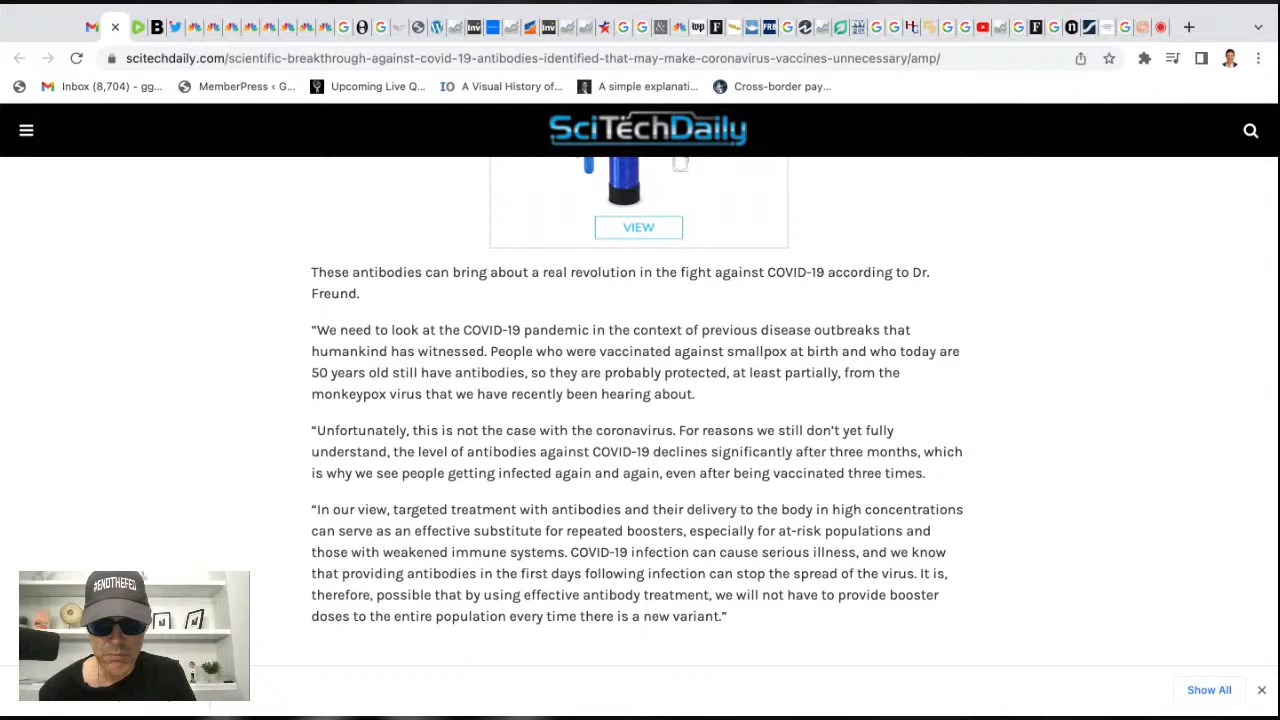 scitechdaily.com/scientific-breakthrough-against-covid-19-antibodies-identified-that-may-make-coronavirus-vaccines-unnecessary/amp/
Inbox (8,704) - gg... MemberPress ‹ G... Upcoming Live Q... IO A Visual History of... A simple explanati... Cross-border pay...
SciTechDaily
VIEW
These antibodies can bring about a real revolution in the fight against COVID-19 according to Dr.
Freund.
“We need to look at the COVID-19 pandemic in the context of previous disease outbreaks that
humankind has witnessed. People who were vaccinated against smallpox at birth and who today are
50 years old still have antibodies, so they are probably protected, at least partially, from the
monkeypox virus that we have recently been hearing about.
“Unfortunately, this is not the case with the coronavirus. For reasons we still don’t yet fully
understand, the level of antibodies against COVID-19 declines significantly after three months, which
is why we see people getting infected again and again, even after being vaccinated three times.
“In our view, targeted treatment with antibodies and their delivery to the body in high concentrations
can serve as an effective substitute for repeated boosters, especially for at-risk populations and
those with weakened immune systems. COVID-19 infection can cause serious illness, and we know
that providing antibodies in the first days following infection can stop the spread of the virus. It is,
therefore, possible that by using effective antibody treatment, we will not have to provide booster
doses to the entire population every time there is a new variant.”
#ENDTHEFED
Show All